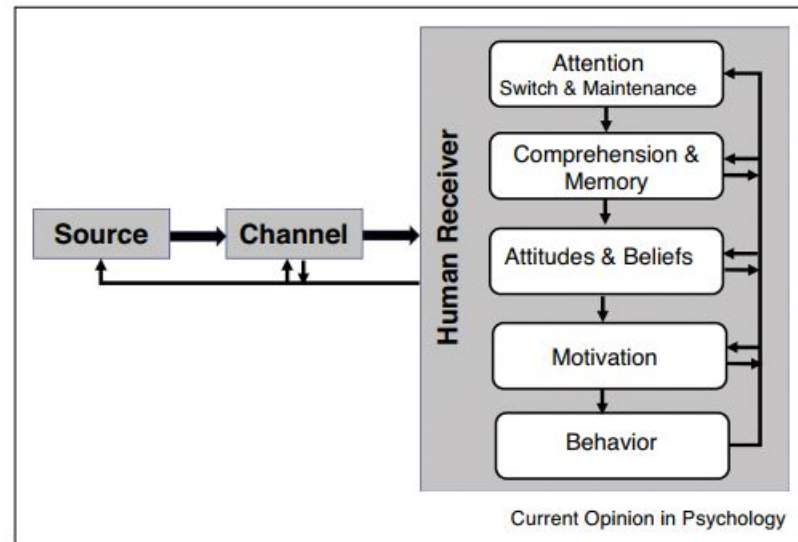 Source
Channel
Human Receiver
Attention
Switch & Maintenance
Comprehension &
Memory
Attitudes & Beliefs
Motivation
Behavior
Current Opinion in Psychology